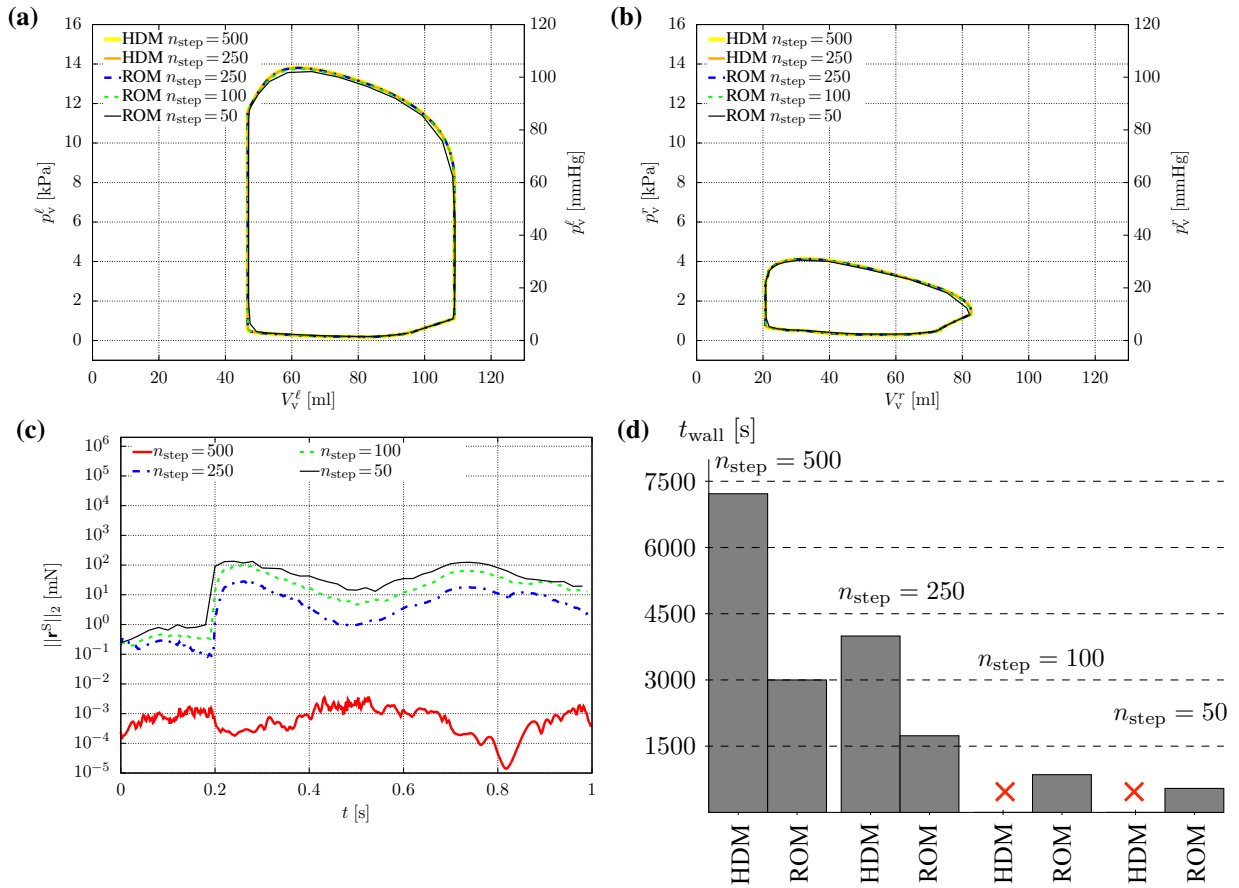 (a)
HDM n_step = 500
HDM n_step = 250
ROM n_step = 250
ROM n_step = 100
ROM n_step = 50
16
14
12
10
8
6
4
2
0
p_v^ℓ [kPa]
120
100
80
60
40
20
0
p_v^ℓ [mmHg]
0 20 40 60 80 100 120
V_v^ℓ [ml]
(b)
HDM n_step = 500
HDM n_step = 250
ROM n_step = 250
ROM n_step = 100
ROM n_step = 50
16
14
12
10
8
6
4
2
0
p_v^r [kPa]
120
100
80
60
40
20
0
p_v^r [mmHg]
0 20 40 60 80 100 120
V_v^r [ml]
(c)
n_step = 500
n_step = 250
n_step = 100
n_step = 50
10^6
10^5
10^4
10^3
10^2
10^1
10^0
10^-1
10^-2
10^-3
10^-4
10^-5
||r^S||_2 [mN]
0 0.2 0.4 0.6 0.8 1
t [s]
(d)
t_wall [s]
7500
6000
4500
3000
1500
n_step = 500
n_step = 250
n_step = 100
n_step = 50
HDM
ROM
HDM
ROM
HDM
ROM
HDM
ROM